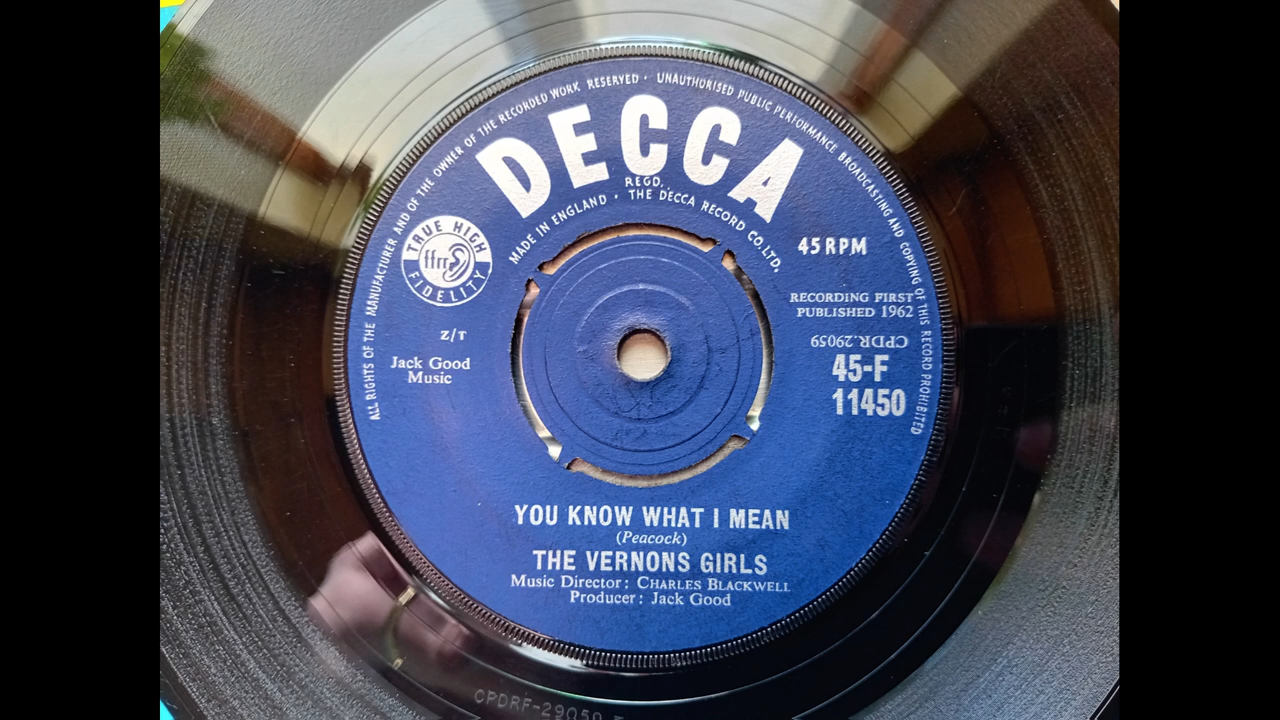 ALL RIGHTS OF THE MANUFACTURER AND OF THE OWNER OF THE RECORDED WORK RESERVED · UNAUTHORISED PUBLIC PERFORMANCE BROADCASTING AND COPYING OF THIS RECORD PROHIBITED
DECCA
REGD.
MADE IN ENGLAND · THE DECCA RECORD CO. LTD.
TRUE HIGH
ffrr
FIDELITY
45 RPM
RECORDING FIRST
PUBLISHED 1962
Z/T
CPDR.29059
Jack Good
Music
45-F
11450
YOU KNOW WHAT I MEAN
(Peacock)
THE VERNONS GIRLS
Music Director: CHARLES BLACKWELL
Producer: Jack Good
CPDRF-29059